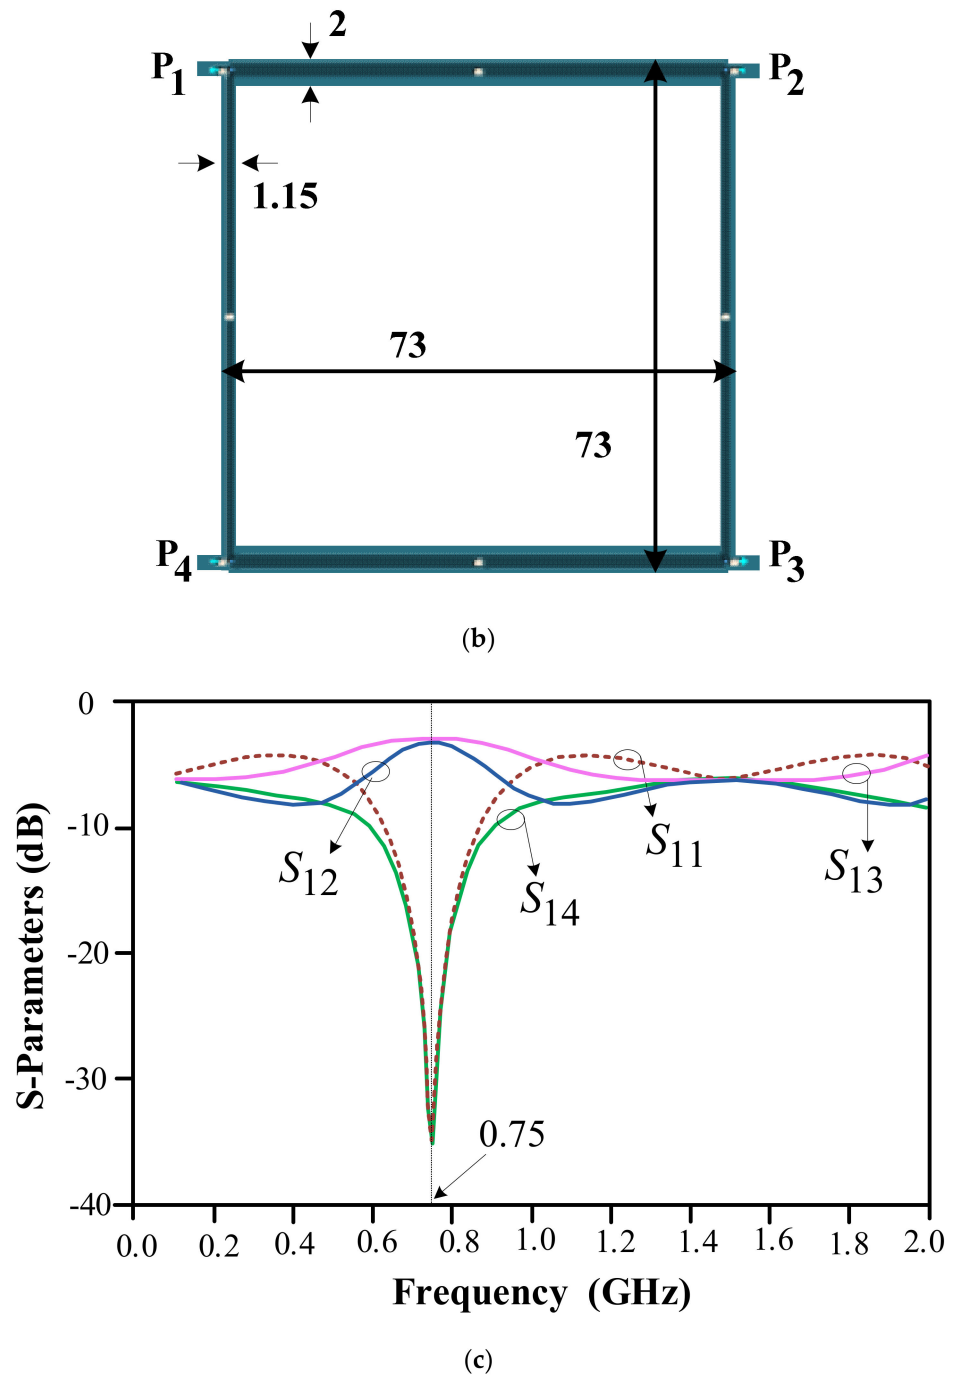 2
P1 P2
1.15
73
73
P4 P3
(b)
0
-10
-20
-30
-40
S-Parameters (dB)
S12
S14
S11
S13
0.75
0.0 0.2 0.4 0.6 0.8 1.0 1.2 1.4 1.6 1.8 2.0
Frequency (GHz)
(c)